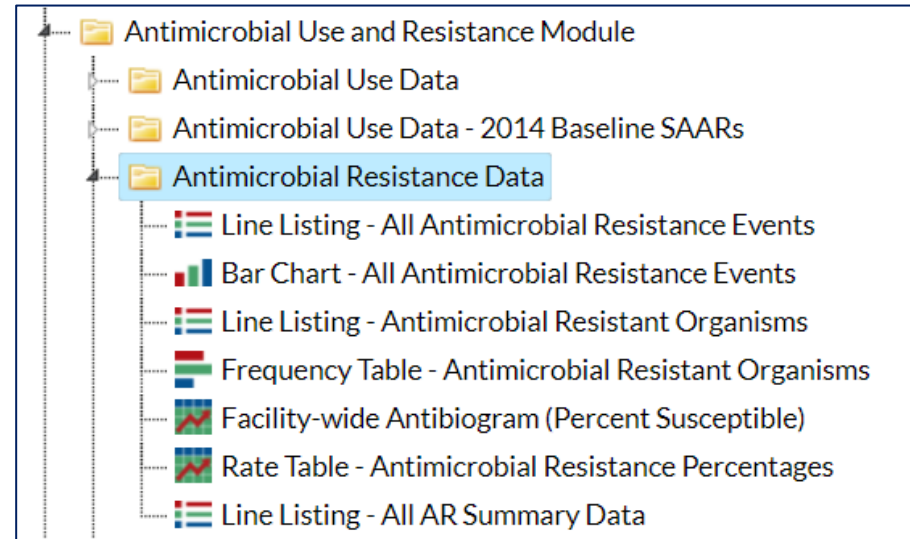 Antimicrobial Use and Resistance Module
Antimicrobial Use Data
Antimicrobial Use Data - 2014 Baseline SAARs
Antimicrobial Resistance Data
Line Listing - All Antimicrobial Resistance Events
Bar Chart - All Antimicrobial Resistance Events
Line Listing - Antimicrobial Resistant Organisms
Frequency Table - Antimicrobial Resistant Organisms
Facility-wide Antibiogram (Percent Susceptible)
Rate Table - Antimicrobial Resistance Percentages
Line Listing - All AR Summary Data